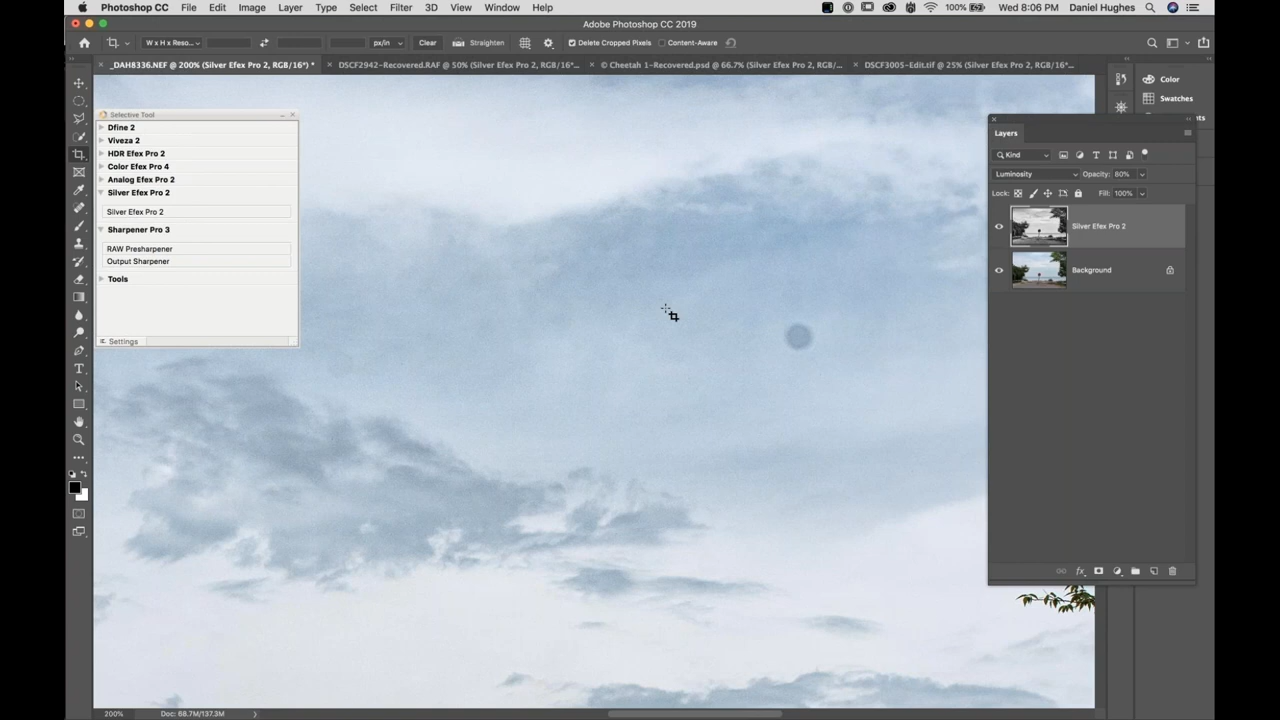 Photoshop CC File Edit Image Layer Type Select Filter 3D View Window Help 100% Wed 8:06 PM Daniel Hughes
Adobe Photoshop CC 2019
W x H x Reso... px/in Clear Straighten Delete Cropped Pixels Content-Aware
_DAH8336.NEF @ 200% (Silver Efex Pro 2, RGB/16*) * DSCF2942-Recovered.RAF @ 50% (Silver Efex Pro 2, RGB/16*... © Cheetah 1-Recovered.psd @ 66.7% (Silver Efex Pro 2, RGB/... DSCF3005-Edit.tif @ 25% (Silver Efex Pro 2, RGB/16*...
Color
Swatches
Selective Tool
Dfine 2
Viveza 2
HDR Efex Pro 2
Color Efex Pro 4
Analog Efex Pro 2
Silver Efex Pro 2
Silver Efex Pro 2
Sharpener Pro 3
RAW Presharpener
Output Sharpener
Tools
Settings
Layers
Kind
Luminosity Opacity: 80%
Lock: Fill: 100%
Silver Efex Pro 2
Background
200% Doc: 68.7M/137.3M